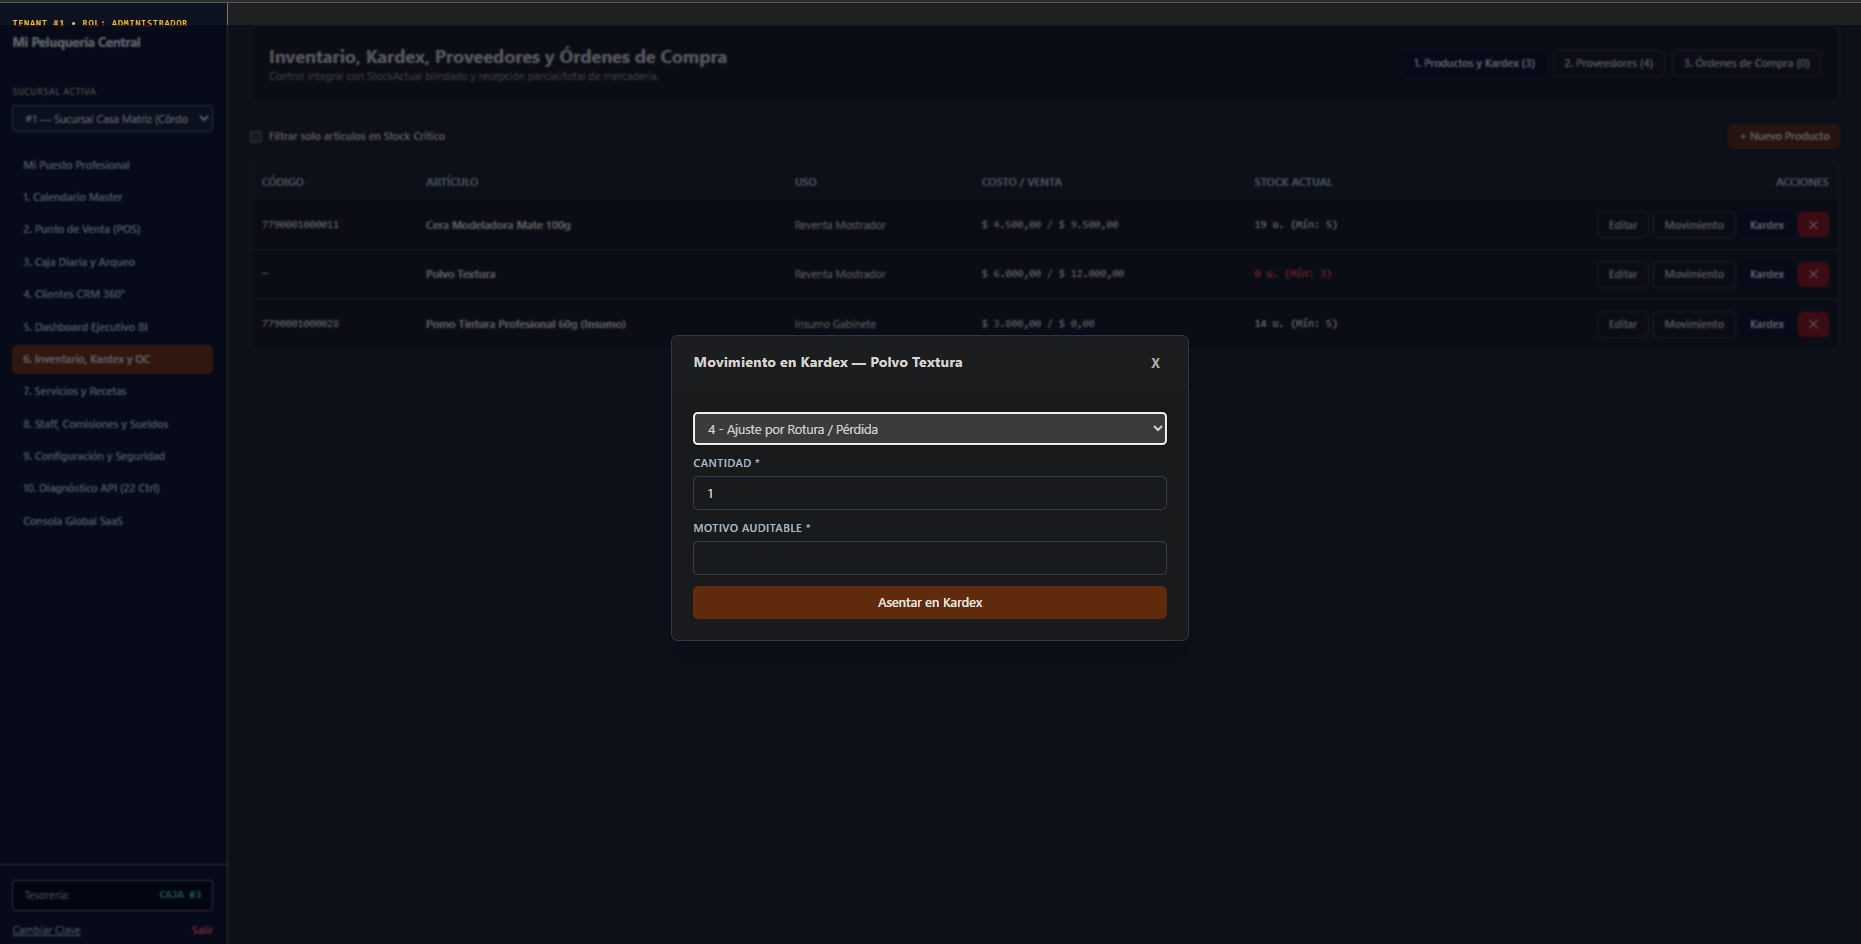 TENANT #1 • ROL: ADMINISTRADOR
Mi Peluquería Central
SUCURSAL ACTIVA
#1 — Sucursal Casa Matriz (Córdo
Mi Puesto Profesional
1. Calendario Master
2. Punto de Venta (POS)
3. Caja Diaria y Arqueo
4. Clientes CRM 360°
5. Dashboard Ejecutivo BI
6. Inventario, Kardex y OC
7. Servicios y Recetas
8. Staff, Comisiones y Sueldos
9. Configuración y Seguridad
10. Diagnóstico API (22 Ctrl)
Consola Global SaaS
Tesorería: CAJA #3
Cambiar Clave Salir
Inventario, Kardex, Proveedores y Órdenes de Compra
Control integral con StockActual blindado y recepción parcial/total de mercadería.
1. Productos y Kardex (3) 2. Proveedores (4) 3. Órdenes de Compra (0)
Filtrar solo artículos en Stock Crítico
+ Nuevo Producto
CÓDIGO ARTÍCULO USO COSTO / VENTA STOCK ACTUAL ACCIONES
7790001000011 Cera Modeladora Mate 100g Reventa Mostrador $ 4.500,00 / $ 9.500,00 19 u. (Mín: 5) Editar Movimiento Kardex ✕
— Polvo Textura Reventa Mostrador $ 6.000,00 / $ 12.000,00 0 u. (Mín: 3) Editar Movimiento Kardex ✕
7790001000028 Pomo Tintura Profesional 60g (Insumo) Insumo Gabinete $ 3.800,00 / $ 0,00 14 u. (Mín: 5) Editar Movimiento Kardex ✕
Movimiento en Kardex — Polvo Textura X
4 - Ajuste por Rotura / Pérdida
CANTIDAD *
1
MOTIVO AUDITABLE *
Asentar en Kardex